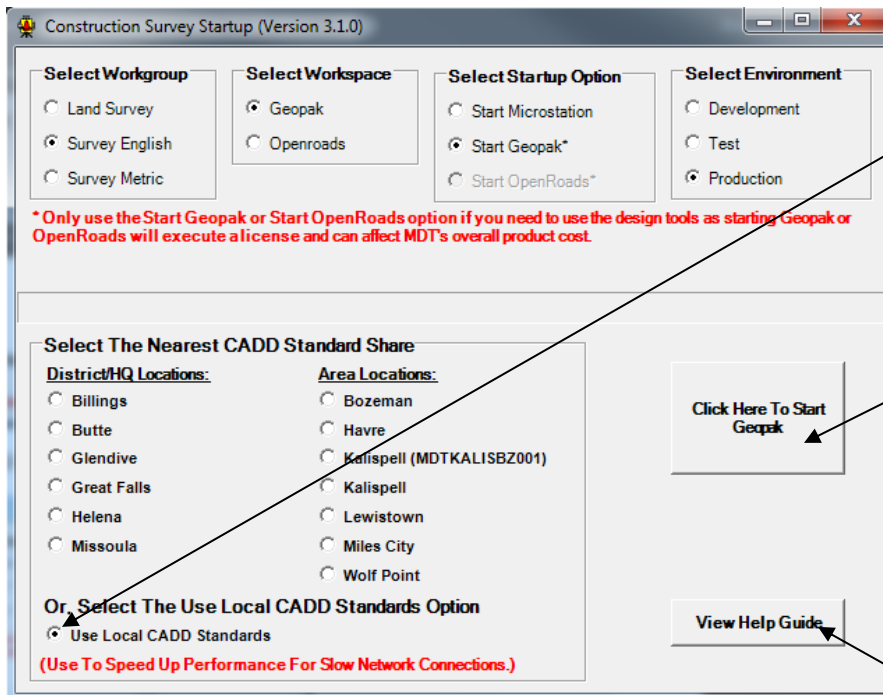 Construction Survey Startup (Version 3.1.0)
Select Workgroup
Land Survey
Survey English
Survey Metric
Select Workspace
Geopak
Openroads
Select Startup Option
Start Microstation
Start Geopak*
Start OpenRoads*
Select Environment
Development
Test
Production
* Only use the Start Geopak or Start OpenRoads option if you need to use the design tools as starting Geopak or
OpenRoads will execute a license and can affect MDT's overall product cost.
Select The Nearest CADD Standard Share
District/HQ Locations:
Billings
Butte
Glendive
Great Falls
Helena
Missoula
Area Locations:
Bozeman
Havre
Kalispell (MDTKALISBZ001)
Kalispell
Lewistown
Miles City
Wolf Point
Or, Select The Use Local CADD Standards Option
Use Local CADD Standards
(Use To Speed Up Performance For Slow Network Connections.)
Click Here To Start
Geopak
View Help Guide